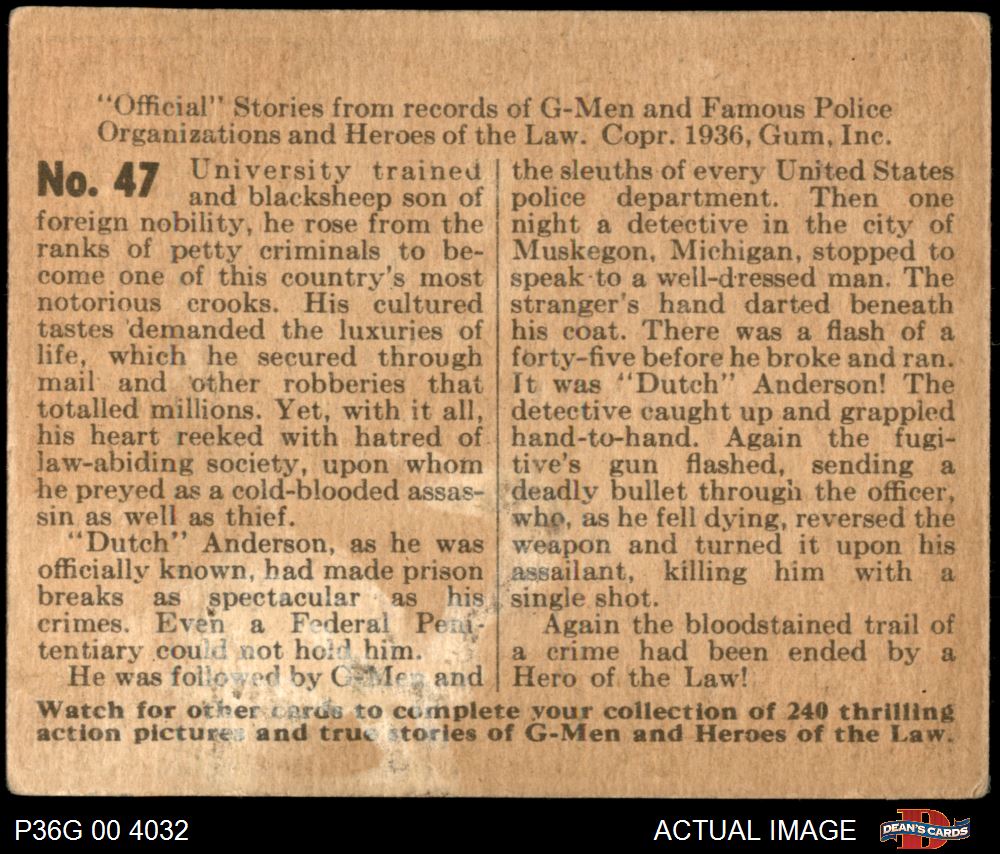 "Official" Stories from records of G-Men and Famous Police
Organizations and Heroes of the Law. Copr. 1936, Gum, Inc.
No. 47 University trained
and blacksheep son of
foreign nobility, he rose from the
ranks of petty criminals to be-
come one of this country's most
notorious crooks. His cultured
tastes demanded the luxuries of
life, which he secured through
mail and other robberies that
totalled millions. Yet, with it all,
his heart reeked with hatred of
law-abiding society, upon whom
he preyed as a cold-blooded assas-
sin as well as thief.
"Dutch" Anderson, as he was
officially known, had made prison
breaks as spectacular as his
crimes. Even a Federal Peni-
tentiary could not hold him.
He was followed by G-Men and
the sleuths of every United States
police department. Then one
night a detective in the city of
Muskegon, Michigan, stopped to
speak to a well-dressed man. The
stranger's hand darted beneath
his coat. There was a flash of a
forty-five before he broke and ran.
It was "Dutch" Anderson! The
detective caught up and grappled
hand-to-hand. Again the fugi-
tive's gun flashed, sending a
deadly bullet through the officer,
who, as he fell dying, reversed the
weapon and turned it upon his
assailant, killing him with a
single shot.
Again the bloodstained trail of
a crime had been ended by a
Hero of the Law!
Watch for other cards to complete your collection of 240 thrilling
action pictures and true stories of G-Men and Heroes of the Law.
P36G 00 4032
ACTUAL IMAGE
DEAN'S CARDS